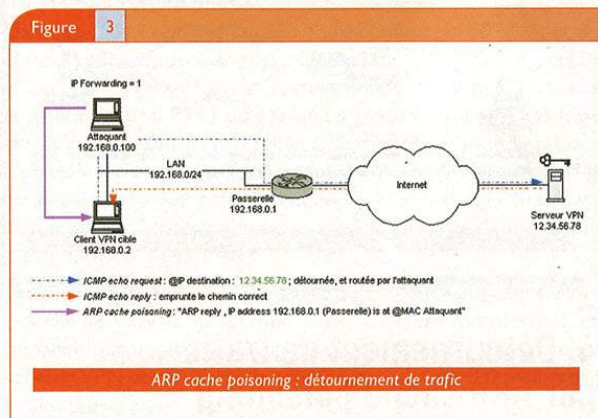 Figure 3
IP Forwarding = 1
Attaquant
192.168.0.100
LAN
192.168.0/24
Passerelle
192.168.0.1
Internet
Client VPN cible
192.168.0.2
Serveur VPN
12.34.56.78
ICMP echo request : @IP destination : 12.34.56.78 ; détournée, et routée par l'attaquant
ICMP echo reply : emprunte le chemin correct
ARP cache poisoning : "ARP reply , IP address 192.168.0.1 (Passerelle) is at @MAC Attaquant"
ARP cache poisoning : détournement de trafic